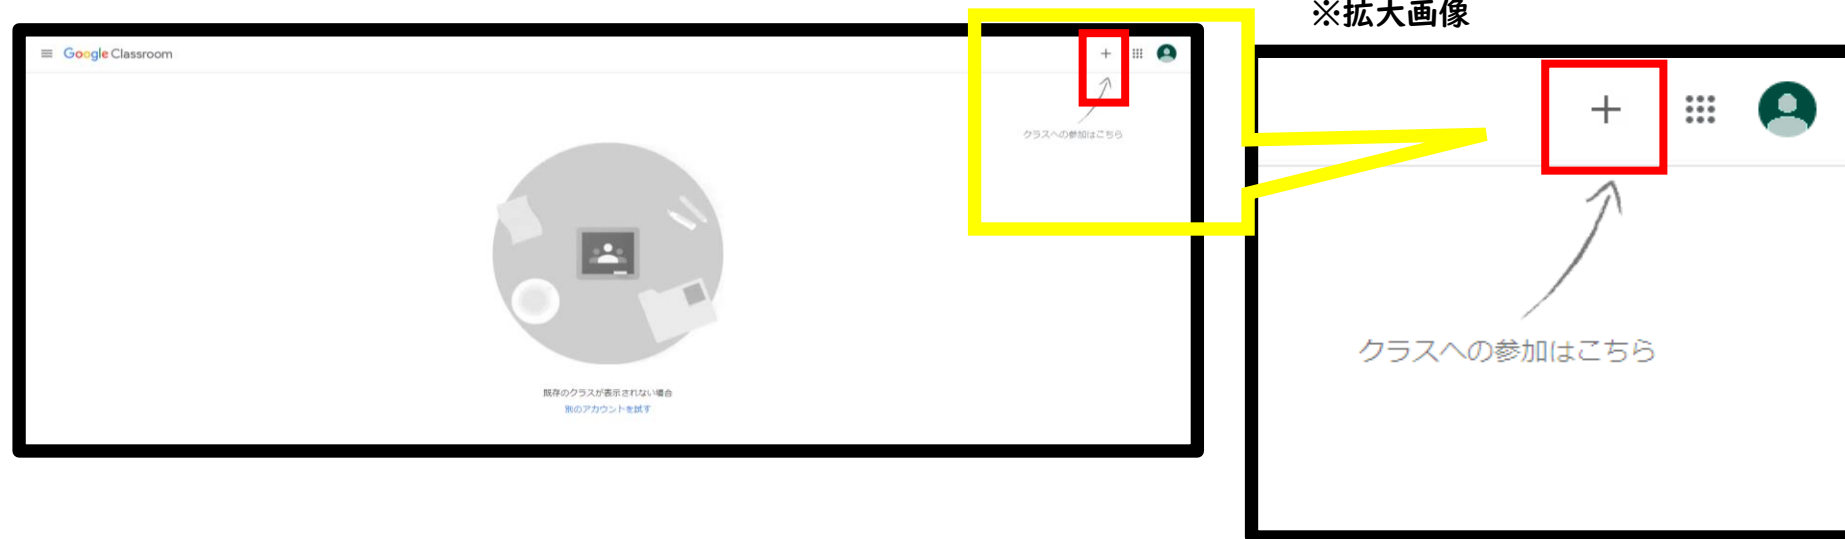 ※拡大画像
Google Classroom
クラスへの参加はこちら
既存のクラスが表示されない場合
別のアカウントを試す
クラスへの参加はこちら